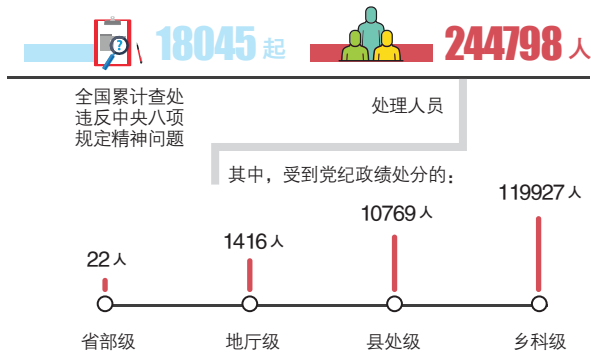 18045起
244798人
全国累计查处
违反中央八项
规定精神问题
处理人员
其中，受到党纪政绩处分的：
22人
1416人
10769人
119927人
省部级
地厅级
县处级
乡科级